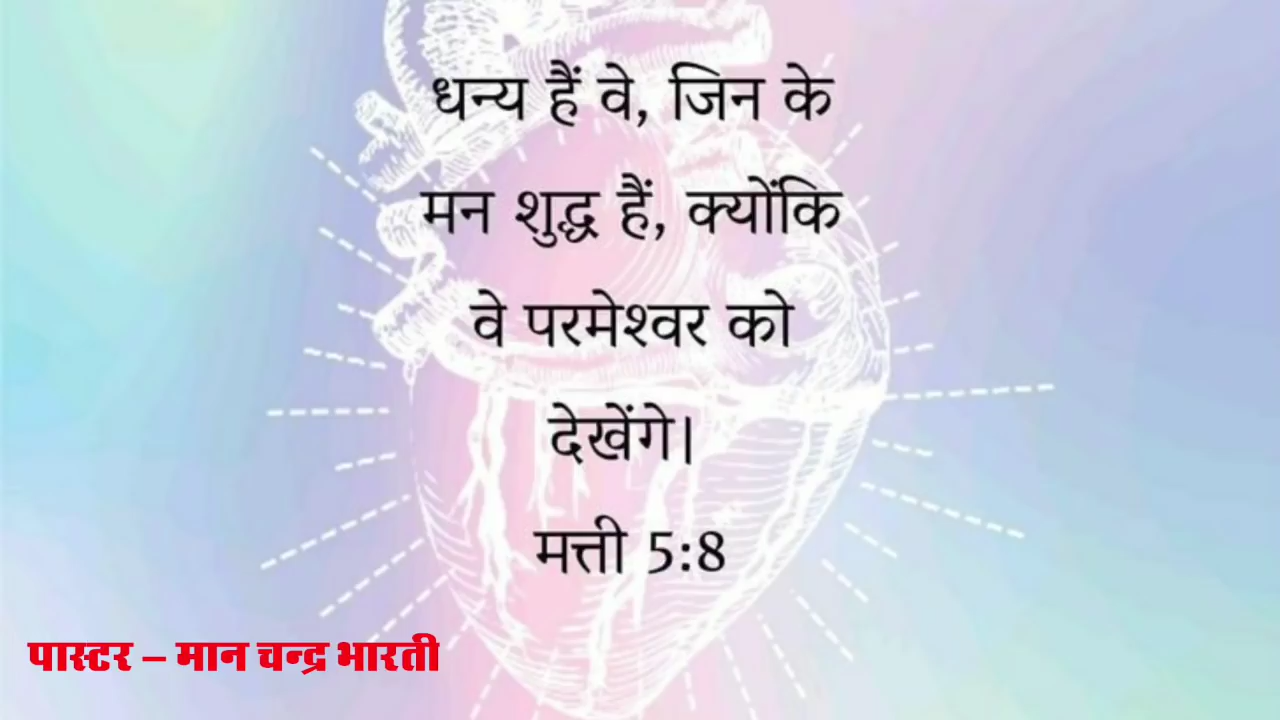 धन्य हैं वे, जिन के
मन शुद्ध हैं, क्योंकि
वे परमेश्वर को
देखेंगे।
मत्ती 5:8
पास्टर – मान चन्द्र भारती